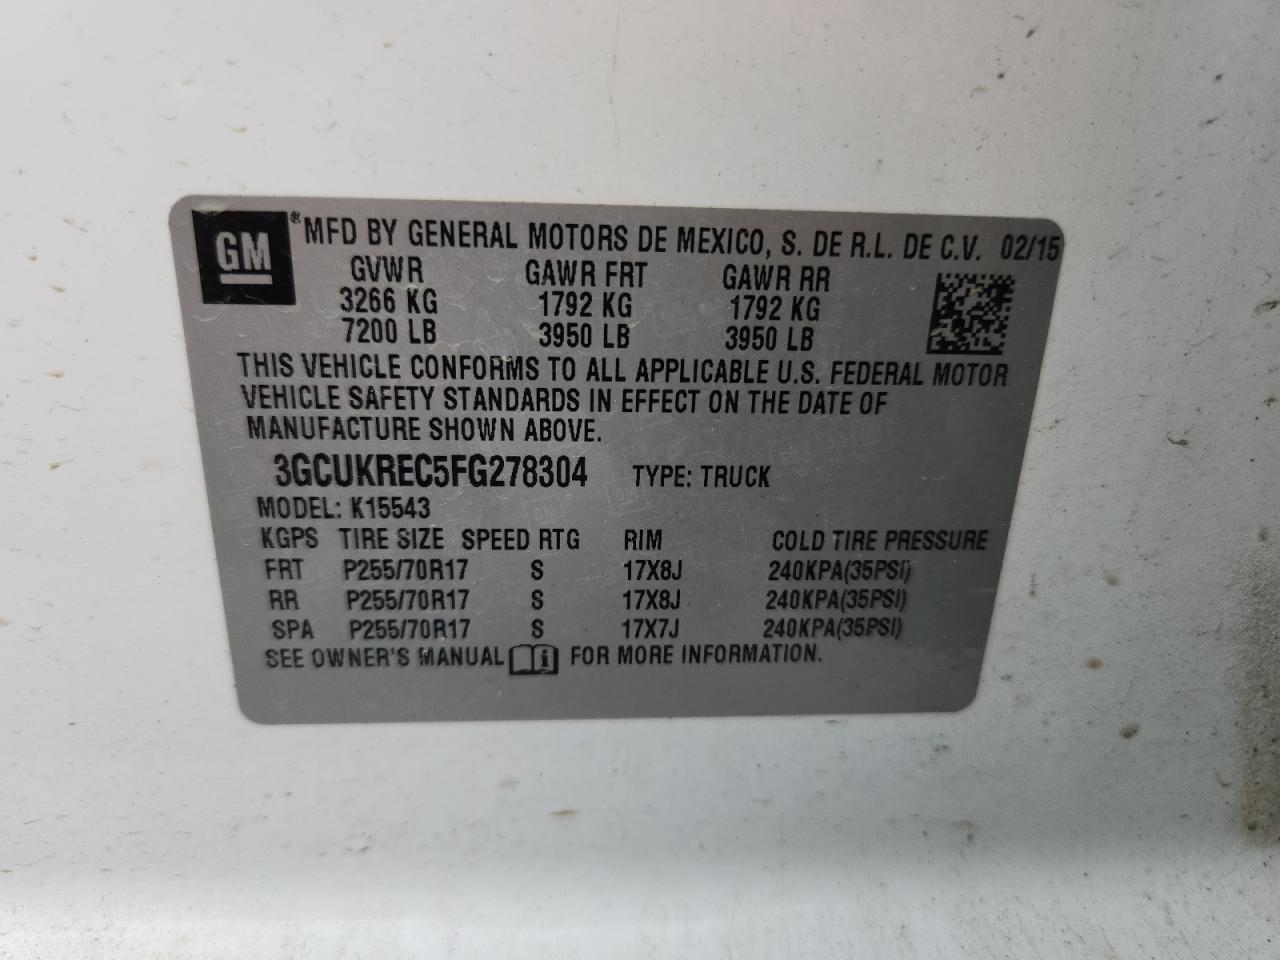 GM ® MFD BY GENERAL MOTORS DE MEXICO, S. DE R.L. DE C.V. 02/15
GVWR GAWR FRT GAWR RR
3266 KG 1792 KG 1792 KG
7200 LB 3950 LB 3950 LB
THIS VEHICLE CONFORMS TO ALL APPLICABLE U.S. FEDERAL MOTOR
VEHICLE SAFETY STANDARDS IN EFFECT ON THE DATE OF
MANUFACTURE SHOWN ABOVE.
3GCUKREC5FG278304 TYPE: TRUCK
MODEL: K15543
KGPS TIRE SIZE SPEED RTG RIM COLD TIRE PRESSURE
FRT P255/70R17 S 17X8J 240KPA(35PSI)
RR P255/70R17 S 17X8J 240KPA(35PSI)
SPA P255/70R17 S 17X7J 240KPA(35PSI)
SEE OWNER'S MANUAL i FOR MORE INFORMATION.